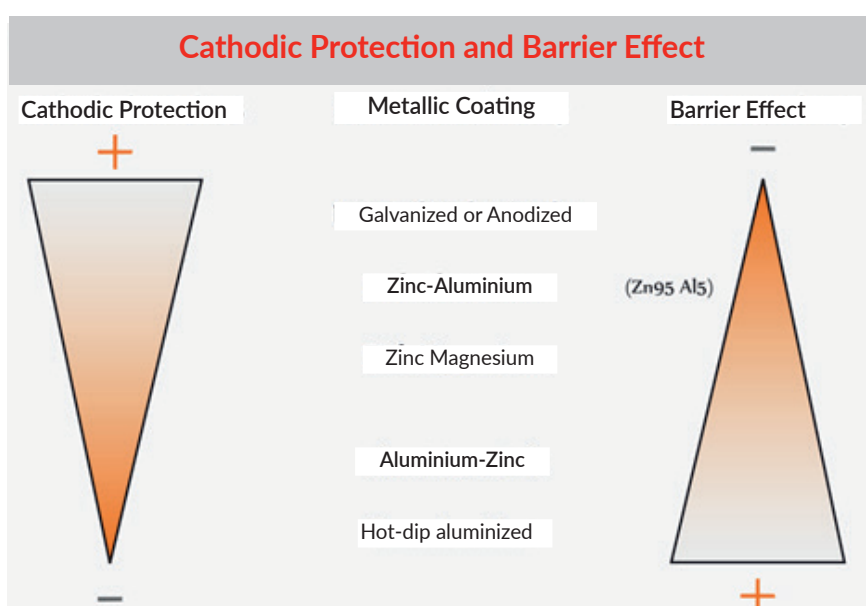 Cathodic Protection and Barrier Effect
Cathodic Protection
Metallic Coating
Barrier Effect
+
−
Galvanized or Anodized
Zinc-Aluminium
(Zn95 Al5)
Zinc Magnesium
Aluminium-Zinc
Hot-dip aluminized
−
+